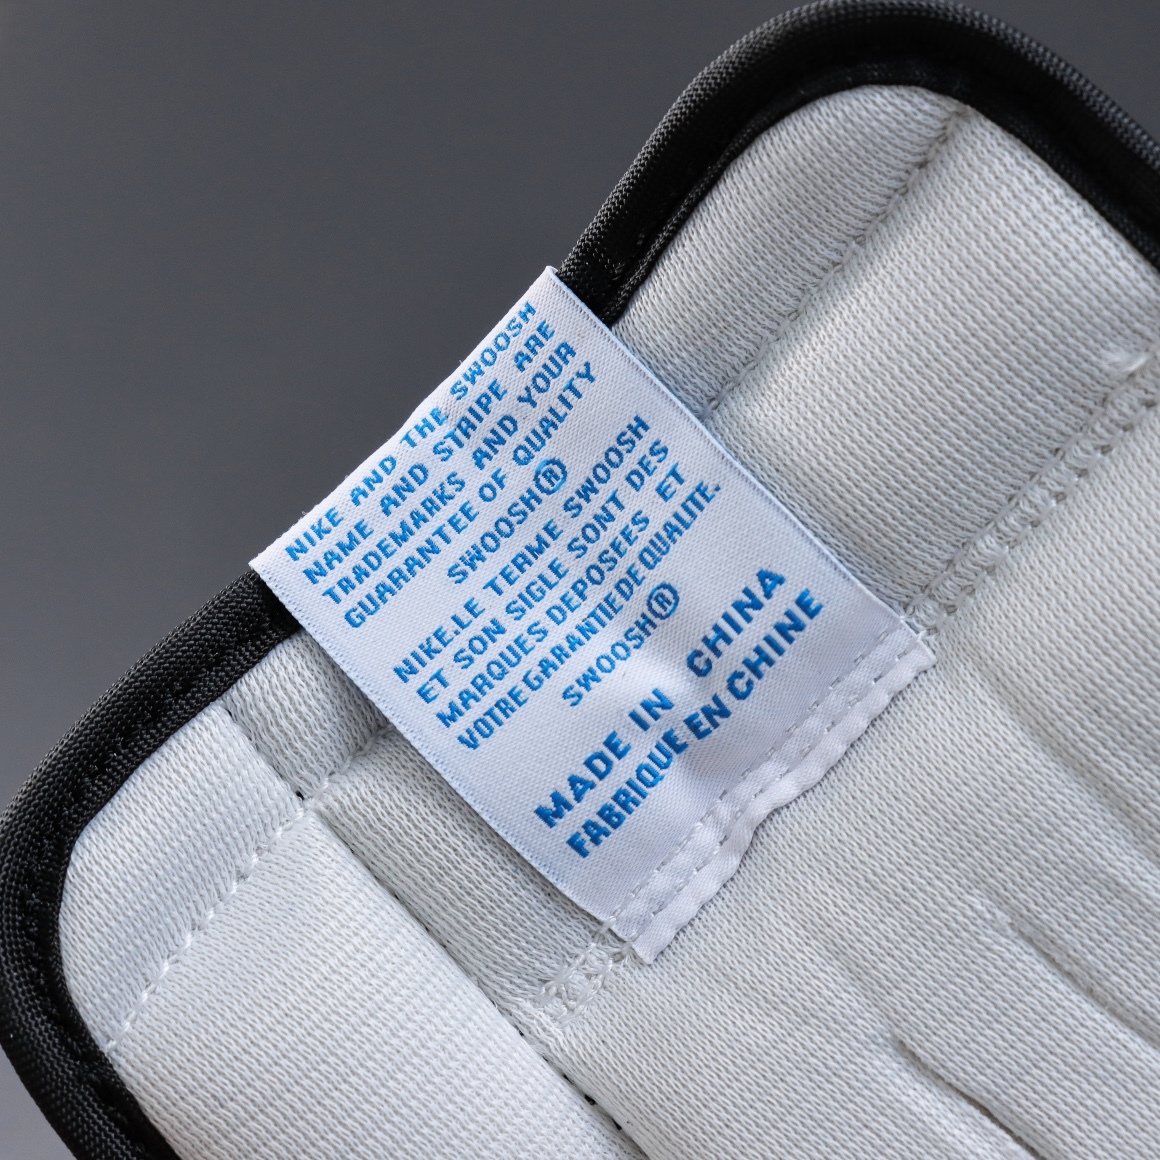 NIKE AND THE SWOOSH
NAME AND STRIPE ARE
TRADEMARKS AND YOUR
GUARANTEE OF QUALITY
SWOOSH®
NIKE.LE TERME SWOOSH
ET SON SIGLE SONT DES
MARQUES DEPOSEES ET
VOTRE GARANTIE DE QUALITE.
SWOOSH®
MADE IN CHINA
FABRIQUE EN CHINE